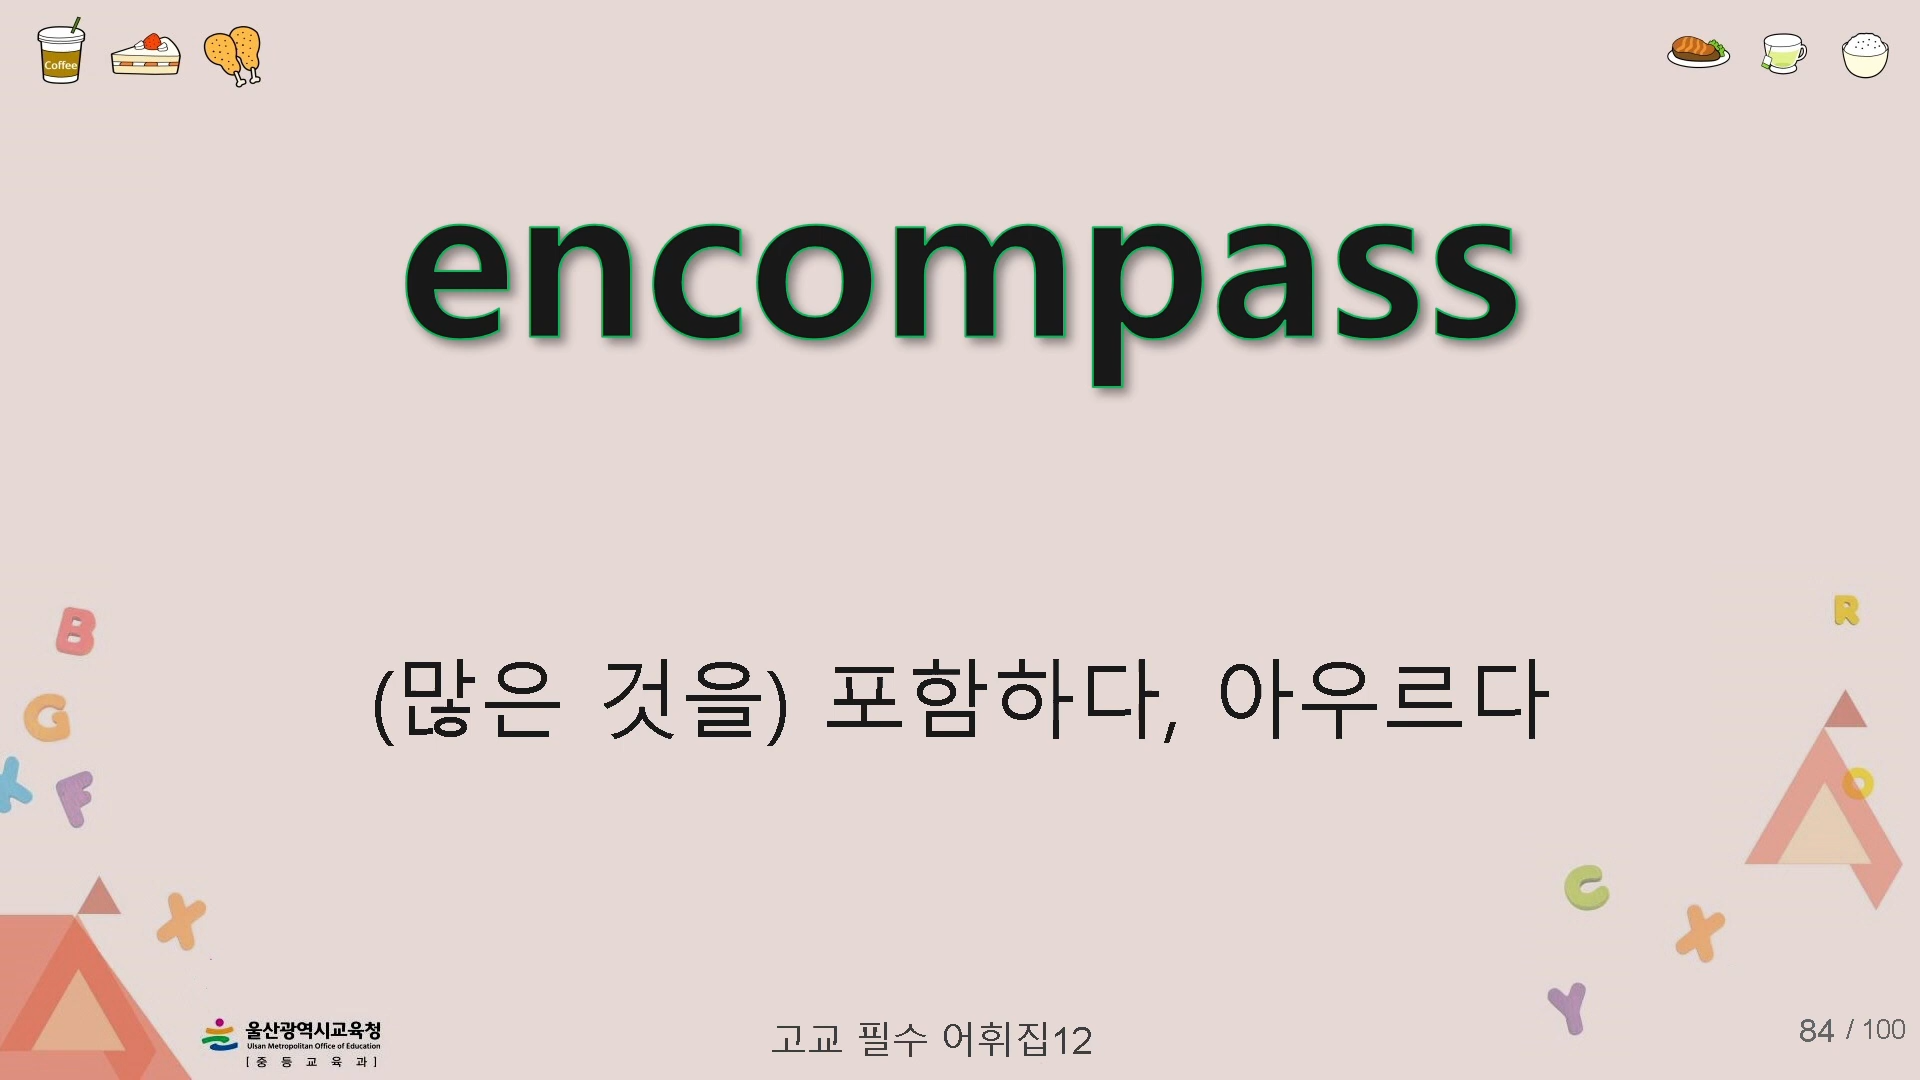 Coffee
encompass
(많은 것을) 포함하다, 아우르다
B
R
G
K
F
O
X
C
X
Y
울산광역시교육청
Ulsan Metropolitan Office of Education
[중등교육과]
고교 필수 어휘집12
84 / 100